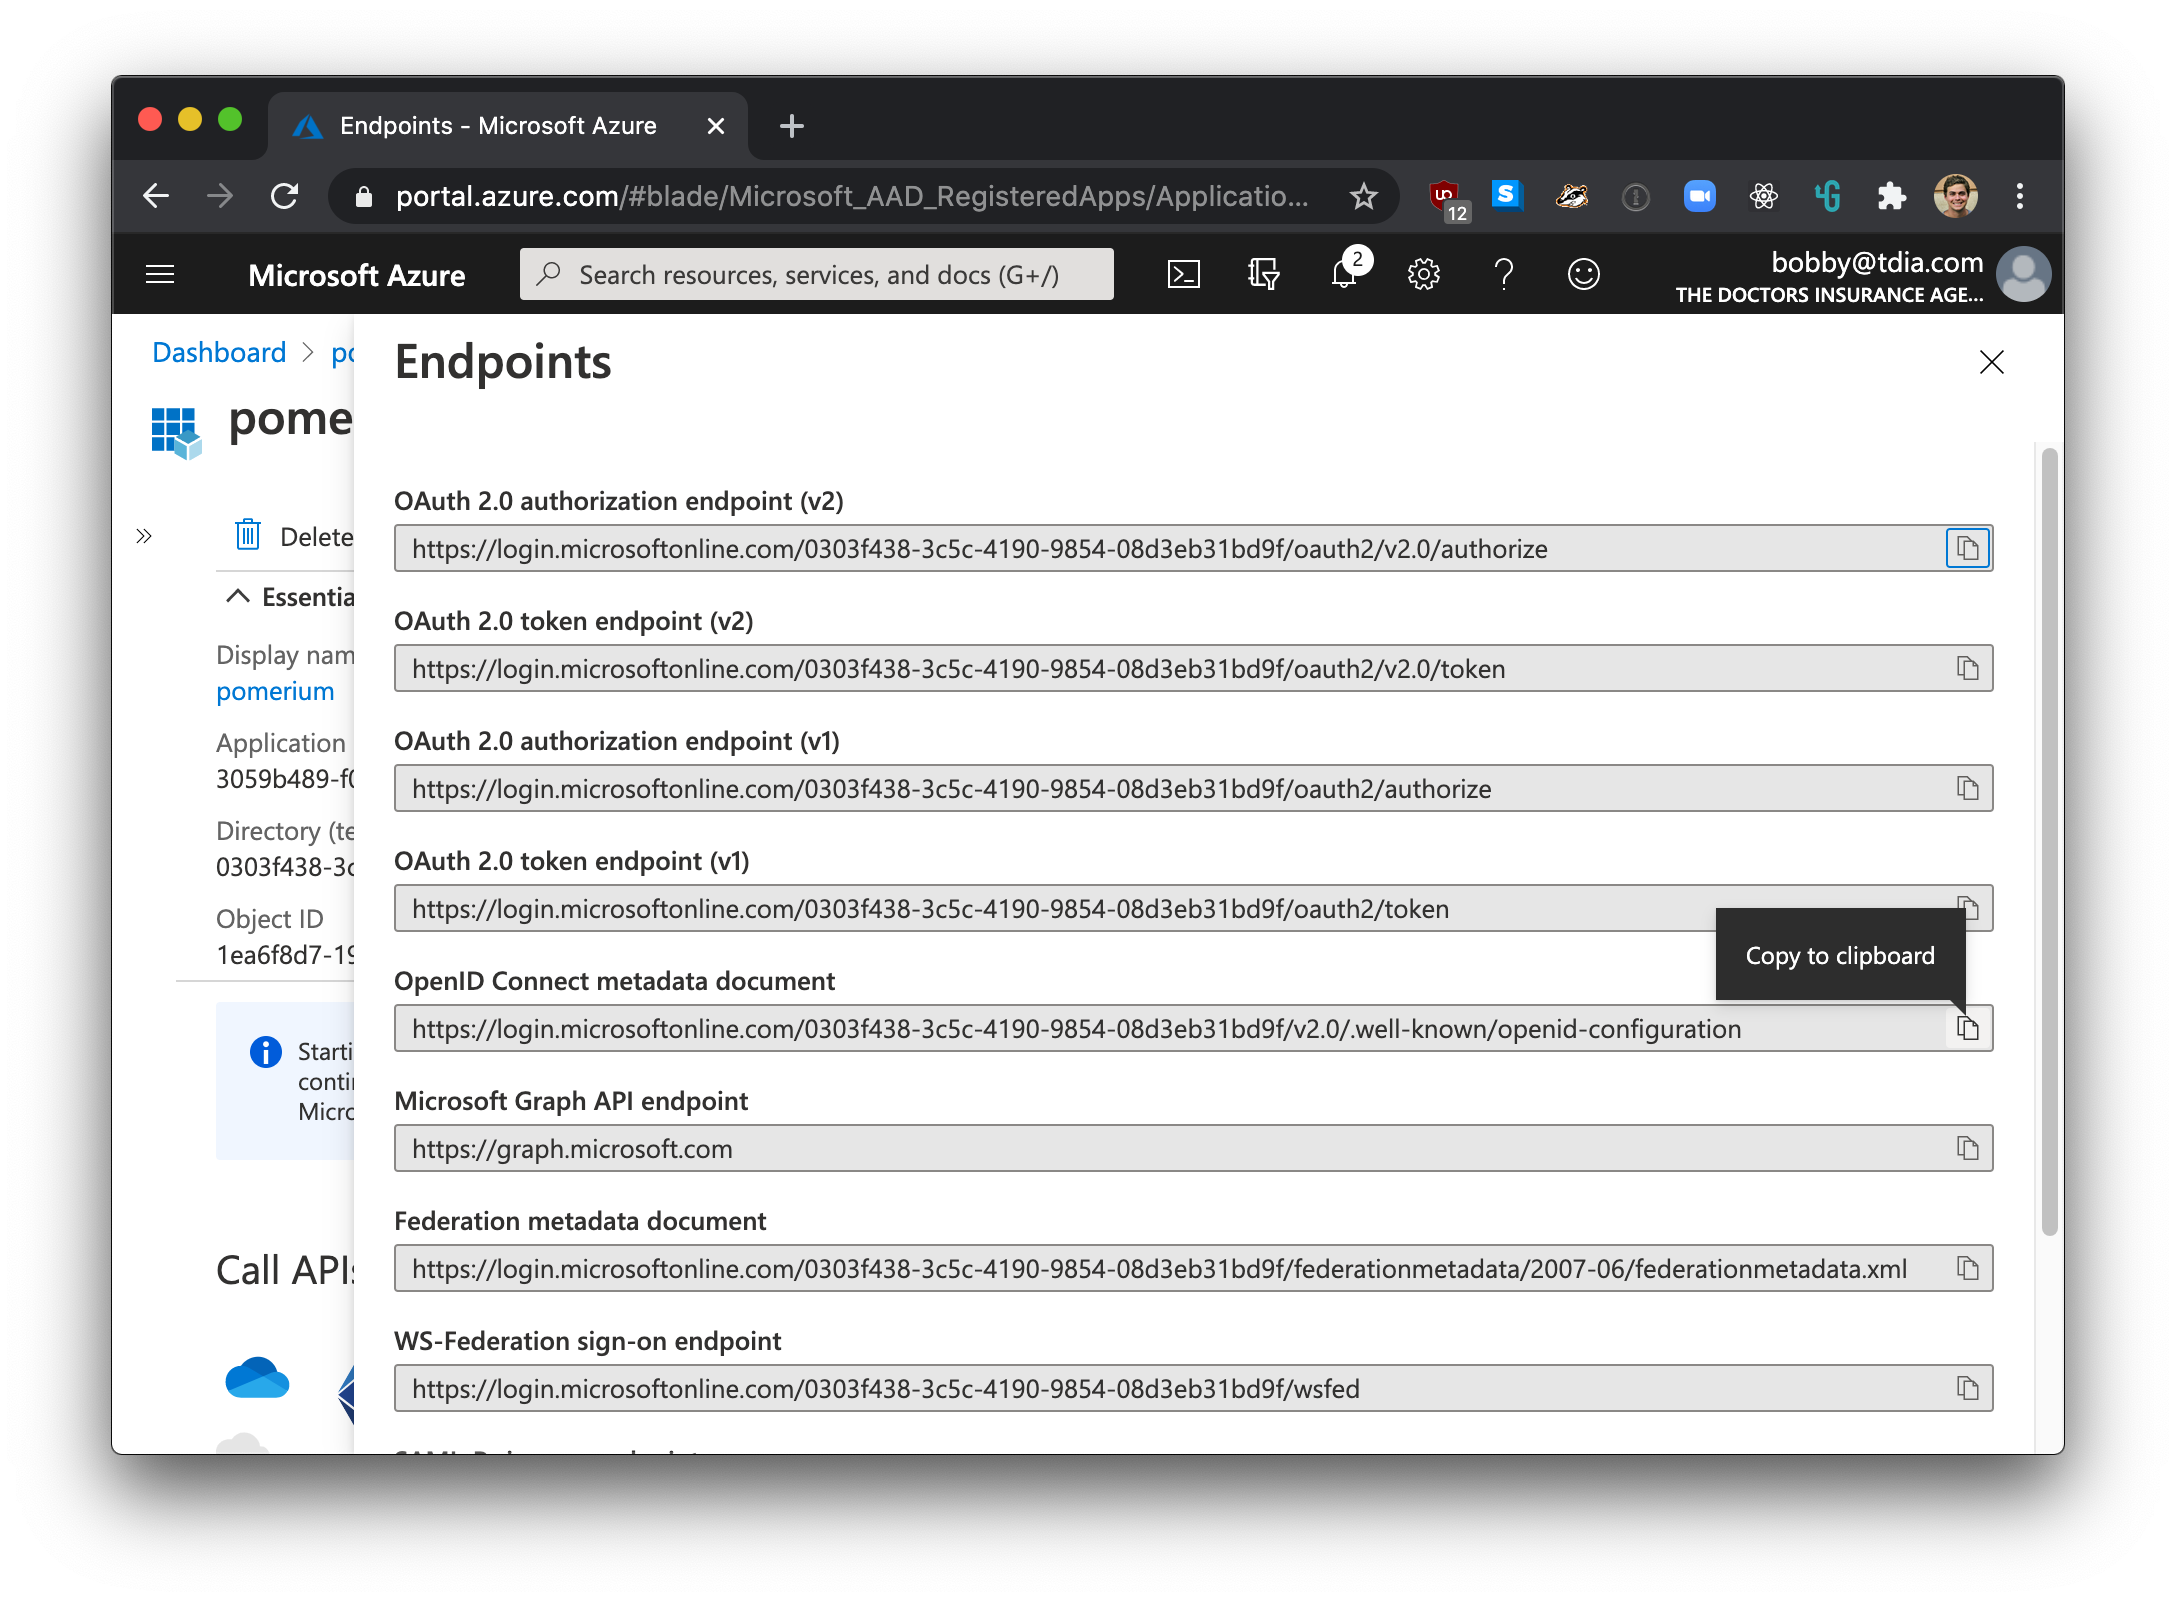 Endpoints - Microsoft Azure
portal.azure.com/#blade/Microsoft_AAD_RegisteredApps/Applicatio...
12
Microsoft Azure
Search resources, services, and docs (G+/)
2
bobby@tdia.com
THE DOCTORS INSURANCE AGE...
Dashboard > po
pome
Delete
Essentia
Display nam
pomerium
Application
3059b489-f0
Directory (te
0303f438-3c
Object ID
1ea6f8d7-19
Starti
contin
Micro
Call APIs
Endpoints
OAuth 2.0 authorization endpoint (v2)
https://login.microsoftonline.com/0303f438-3c5c-4190-9854-08d3eb31bd9f/oauth2/v2.0/authorize
OAuth 2.0 token endpoint (v2)
https://login.microsoftonline.com/0303f438-3c5c-4190-9854-08d3eb31bd9f/oauth2/v2.0/token
OAuth 2.0 authorization endpoint (v1)
https://login.microsoftonline.com/0303f438-3c5c-4190-9854-08d3eb31bd9f/oauth2/authorize
OAuth 2.0 token endpoint (v1)
https://login.microsoftonline.com/0303f438-3c5c-4190-9854-08d3eb31bd9f/oauth2/token
Copy to clipboard
OpenID Connect metadata document
https://login.microsoftonline.com/0303f438-3c5c-4190-9854-08d3eb31bd9f/v2.0/.well-known/openid-configuration
Microsoft Graph API endpoint
https://graph.microsoft.com
Federation metadata document
https://login.microsoftonline.com/0303f438-3c5c-4190-9854-08d3eb31bd9f/federationmetadata/2007-06/federationmetadata.xml
WS-Federation sign-on endpoint
https://login.microsoftonline.com/0303f438-3c5c-4190-9854-08d3eb31bd9f/wsfed